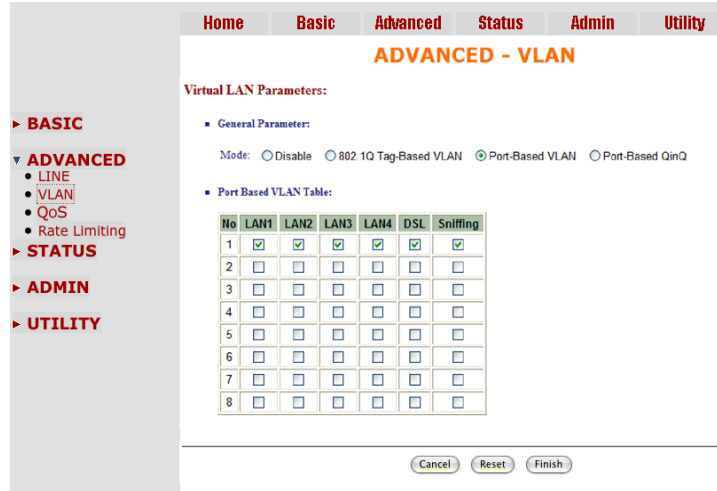 Home Basic Advanced Status Admin Utility
ADVANCED - VLAN
Virtual LAN Parameters:
General Parameter:
Mode: Disable 802.1Q Tag-Based VLAN Port-Based VLAN Port-Based QinQ
Port Based VLAN Table:
No LAN1 LAN2 LAN3 LAN4 DSL Sniffing
1
2
3
4
5
6
7
8
Cancel Reset Finish
BASIC
ADVANCED
LINE
VLAN
QoS
Rate Limiting
STATUS
ADMIN
UTILITY